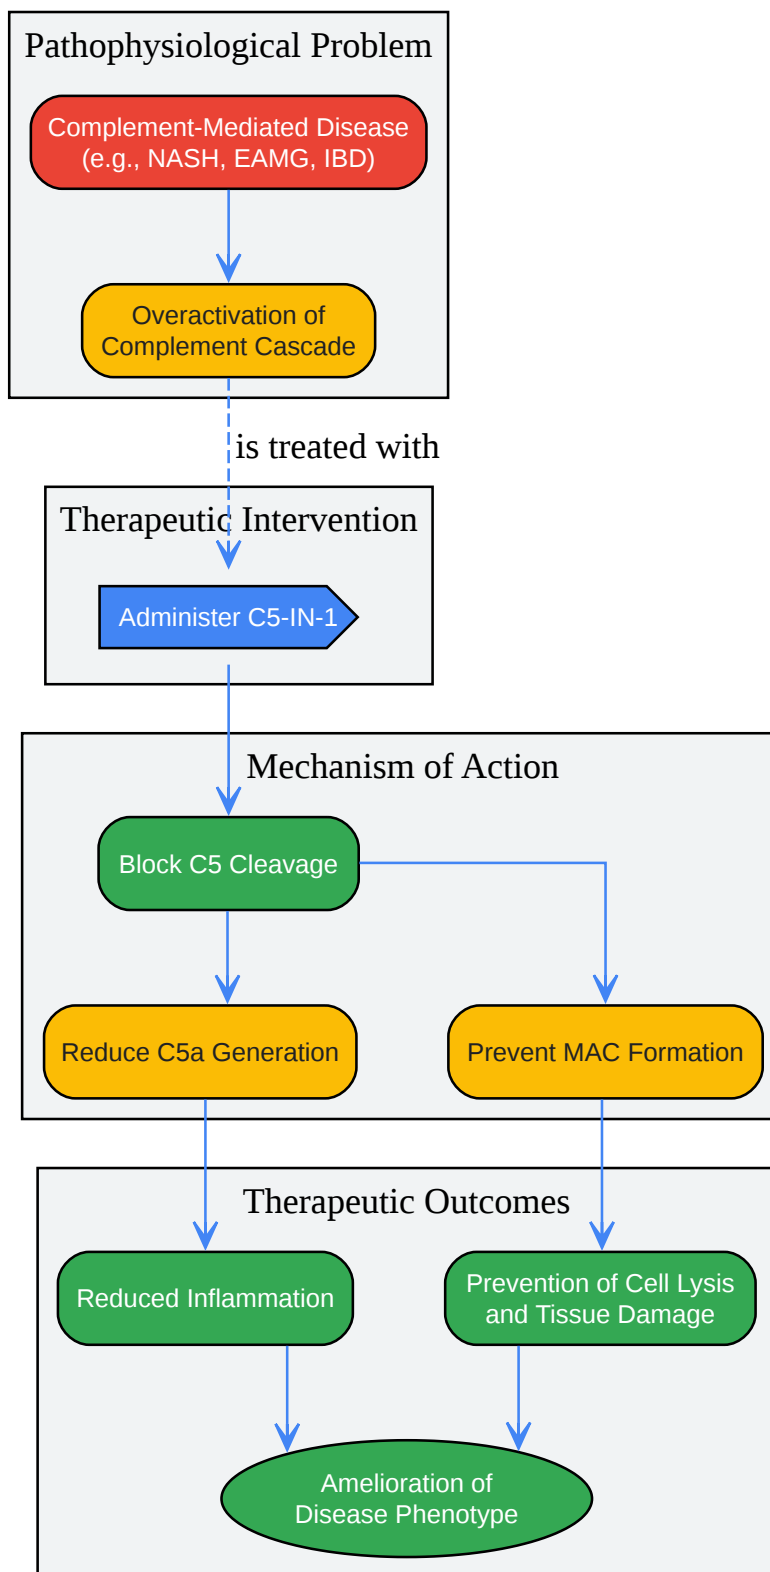 Pathophysiological Problem
Complement-Mediated Disease
(e.g., NASH, EAMG, IBD)
Overactivation of
Complement Cascade
is treated with
Therapeutic Intervention
Administer C5-IN-1
Mechanism of Action
Block C5 Cleavage
Reduce C5a Generation
Prevent MAC Formation
Therapeutic Outcomes
Reduced Inflammation
Prevention of Cell Lysis
and Tissue Damage
Amelioration of
Disease Phenotype